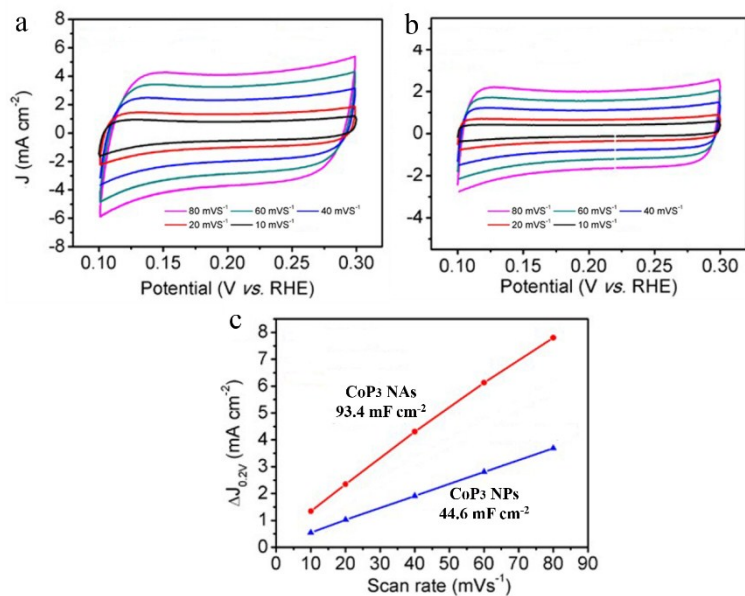 a
8
6
4
2
0
-2
-4
-6
-8
J (mA cm⁻²)
80 mVS⁻¹ 60 mVS⁻¹ 40 mVS⁻¹
20 mVS⁻¹ 10 mVS⁻¹
0.10 0.15 0.20 0.25 0.30
Potential (V vs. RHE)
b
4
2
0
-2
-4
80 mVS⁻¹ 60 mVS⁻¹ 40 mVS⁻¹
20 mVS⁻¹ 10 mVS⁻¹
0.10 0.15 0.20 0.25 0.30
Potential (V vs. RHE)
c
8
7
6
5
4
3
2
1
0
ΔJ0.2V (mA cm⁻²)
CoP₃ NAs
93.4 mF cm⁻²
CoP₃ NPs
44.6 mF cm⁻²
0 10 20 30 40 50 60 70 80 90
Scan rate (mVs⁻¹)